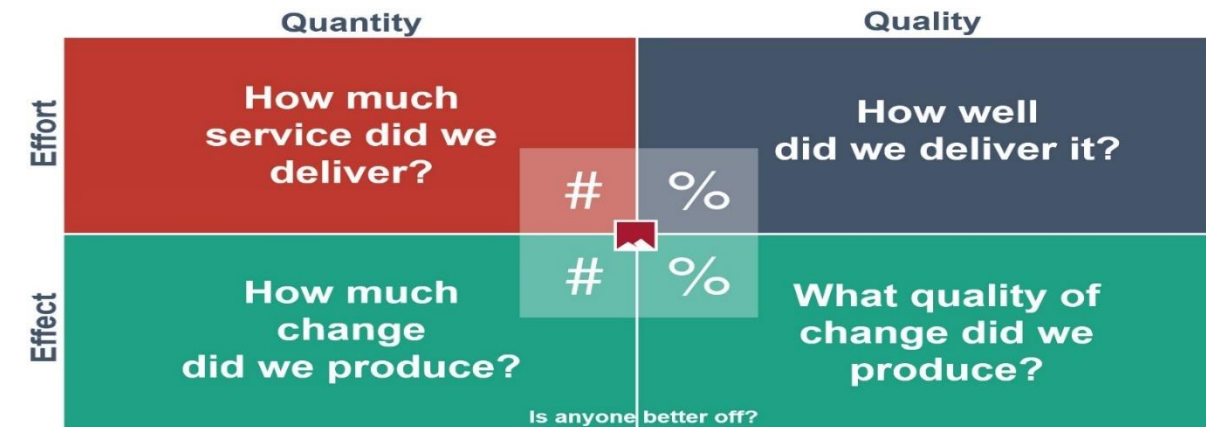 Quantity
Quality
Effort
How much
service did we
deliver?
#
How well
did we deliver it?
%
Effect
How much
change
did we produce?
#
What quality of
change did we
produce?
%
Is anyone better off?